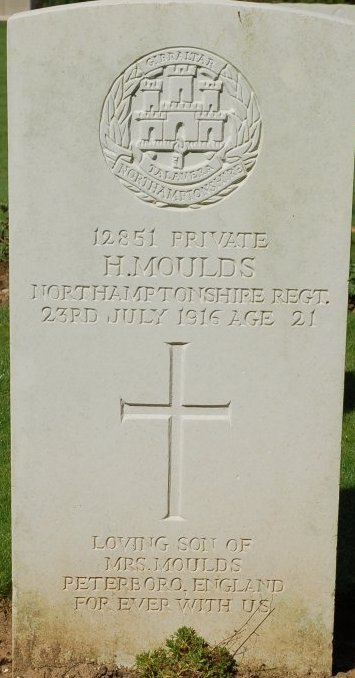 GIBRALTAR
TALAVERA
NORTHAMPTONSHIRE
12851 PRIVATE
H. MOULDS
NORTHAMPTONSHIRE REGT.
23RD JULY 1916 AGE 21
LOVING SON OF
MRS. MOULDS
PETERBORO, ENGLAND
FOR EVER WITH US